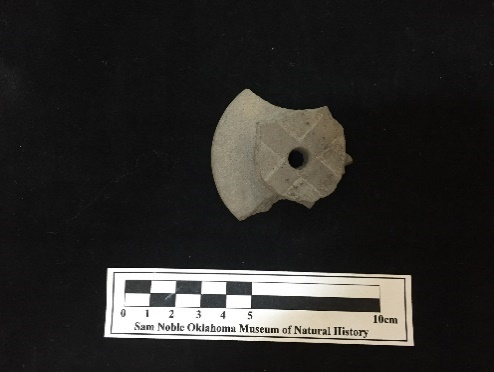 0 1 2 3 4 5 10cm
Sam Noble Oklahoma Museum of Natural History